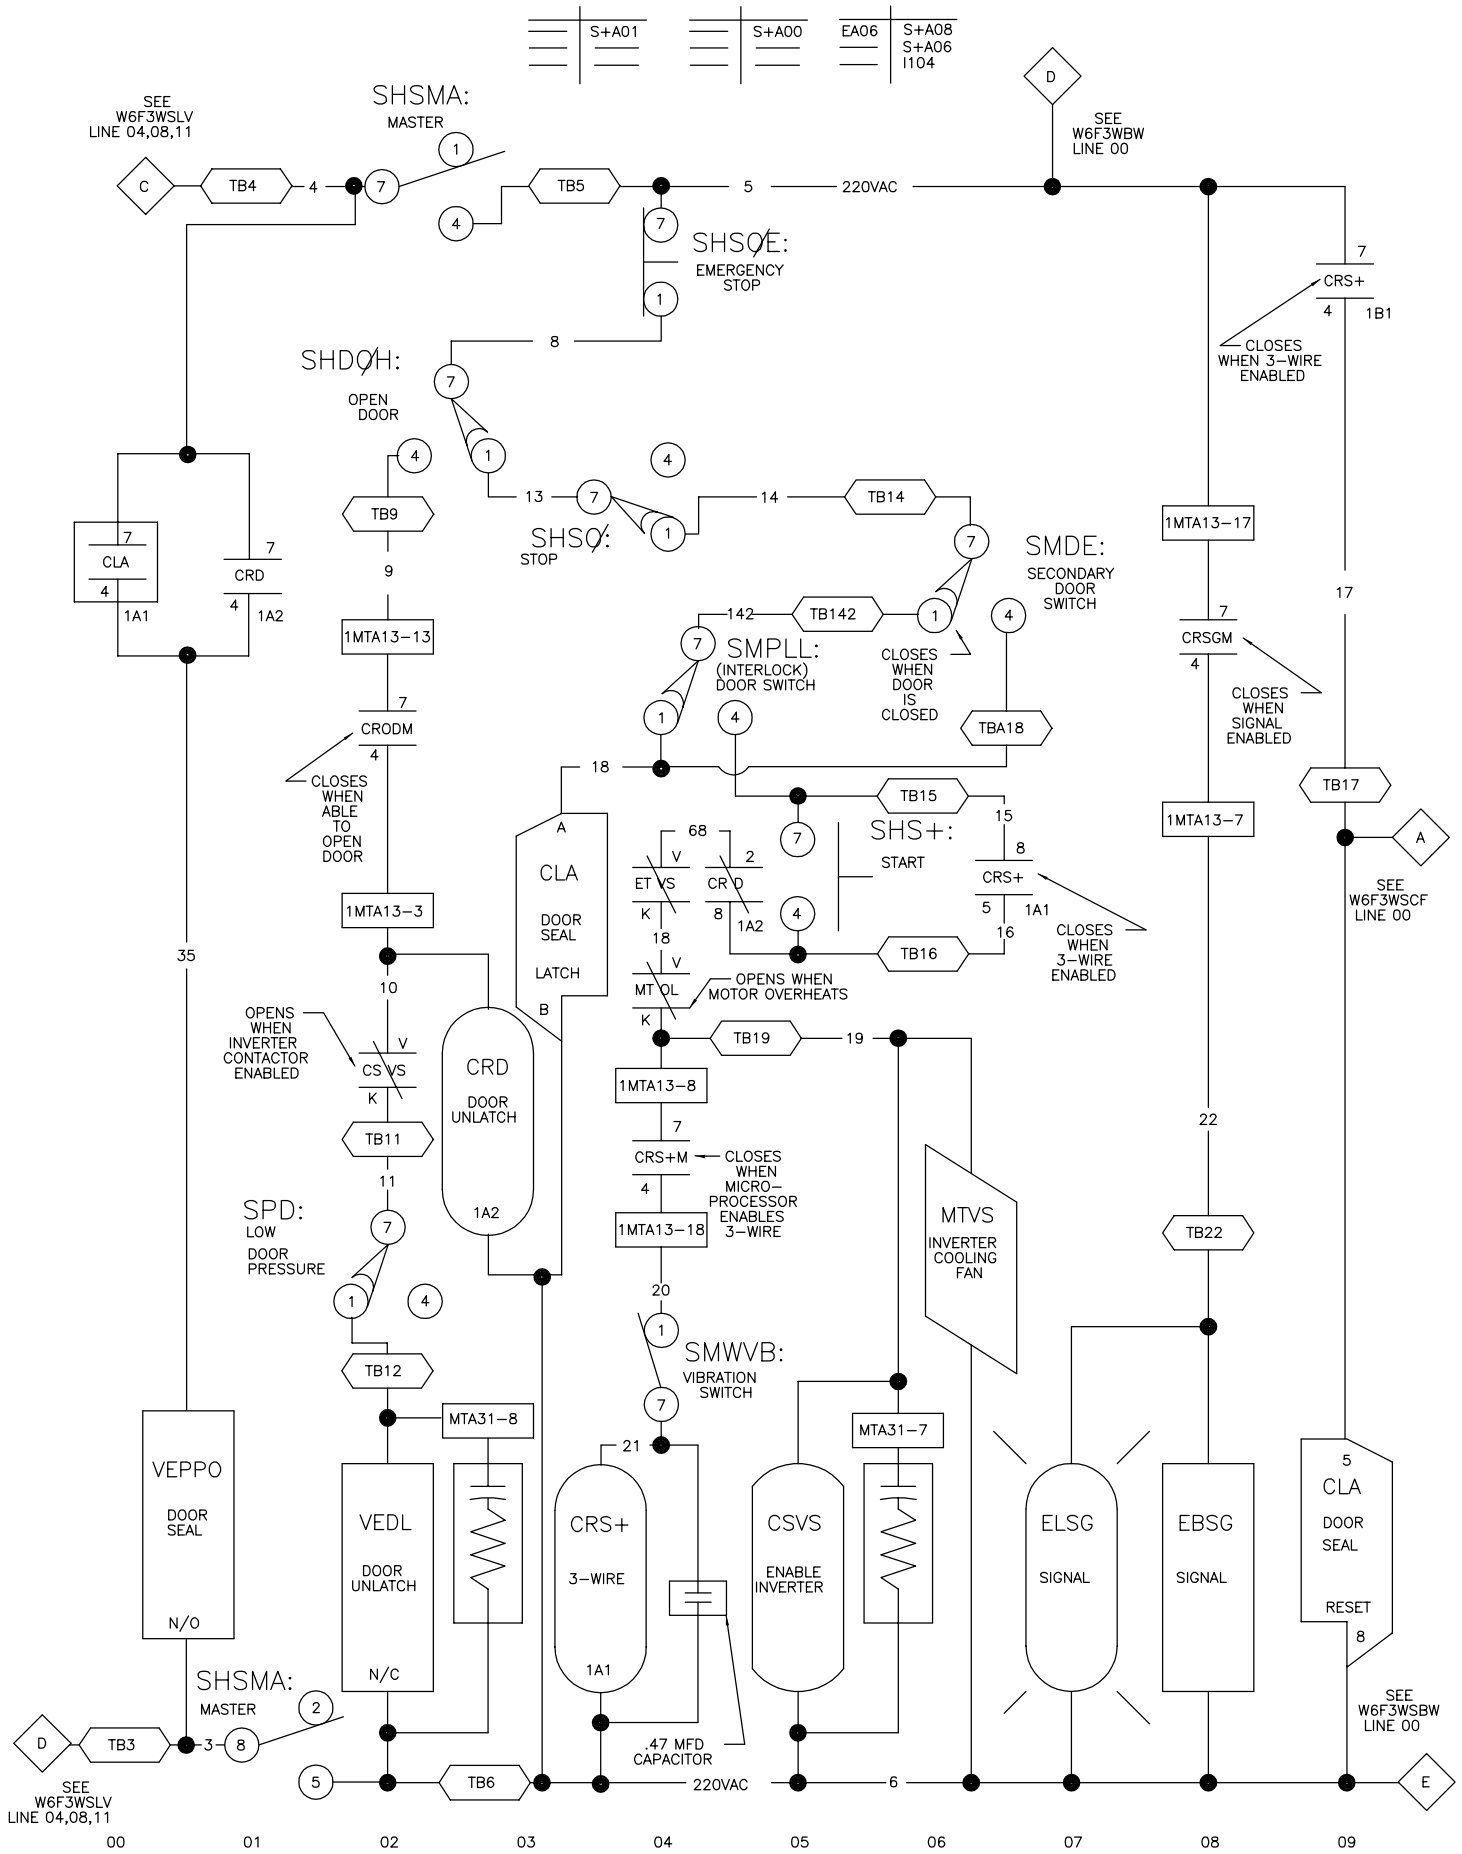 S+A01
S+A00
EA06 S+A08
S+A06
I104
D
SEE
W6F3WBW
LINE 00
SEE
W6F3WSLV
LINE 04,08,11
SHSMA:
MASTER
1
C
TB4
4
7
4
TB5
5
220VAC
7
SHSØE:
EMERGENCY
STOP
1
7
CRS+
4
1B1
CLOSES
WHEN 3-WIRE
ENABLED
8
SHDØH:
OPEN
DOOR
7
4
1
4
TB9
13
7
14
TB14
1
SHSØ:
STOP
7
SMDE:
SECONDARY
DOOR
SWITCH
1MTA13-17
7
CLA
4
1A1
7
CRD
4
1A2
9
17
1MTA13-13
142
TB142
1
4
7
SMPLL:
(INTERLOCK)
DOOR SWITCH
CLOSES
WHEN
DOOR
IS
CLOSED
7
CRSGM
4
CLOSES
WHEN
SIGNAL
ENABLED
7
CRODM
4
CLOSES
WHEN
ABLE
TO
OPEN
DOOR
1
4
TBA18
18
TB17
TB15
15
1MTA13-7
A
SEE
W6F3WSCF
LINE 00
A
CLA
DOOR
SEAL
LATCH
B
68
V
ET VS
K
2
CR D
8
1A2
7
SHS+:
START
8
CRS+
5
1A1
4
CLOSES
WHEN
3-WIRE
ENABLED
1MTA13-3
18
16
TB16
35
10
V
MT OL
K
OPENS WHEN
MOTOR OVERHEATS
OPENS
WHEN
INVERTER
CONTACTOR
ENABLED
V
CS VS
K
CRD
DOOR
UNLATCH
1A2
TB19
19
1MTA13-8
TB11
7
CRS+M
4
CLOSES
WHEN
MICRO-
PROCESSOR
ENABLES
3-WIRE
22
11
SPD:
LOW
DOOR
PRESSURE
7
1
4
1MTA13-18
MTVS
INVERTER
COOLING
FAN
TB22
20
1
SMWVB:
VIBRATION
SWITCH
7
TB12
MTA31-8
21
MTA31-7
VEPPO
DOOR
SEAL
N/O
VEDL
DOOR
UNLATCH
N/C
CRS+
3-WIRE
1A1
CSVS
ENABLE
INVERTER
ELSG
SIGNAL
EBSG
SIGNAL
5
CLA
DOOR
SEAL
RESET
8
SHSMA:
MASTER
2
D
TB3
3
8
SEE
W6F3WSLV
LINE 04,08,11
5
TB6
.47 MFD
CAPACITOR
220VAC
6
SEE
W6F3WSBW
LINE 00
E
00 01 02 03 04 05 06 07 08 09